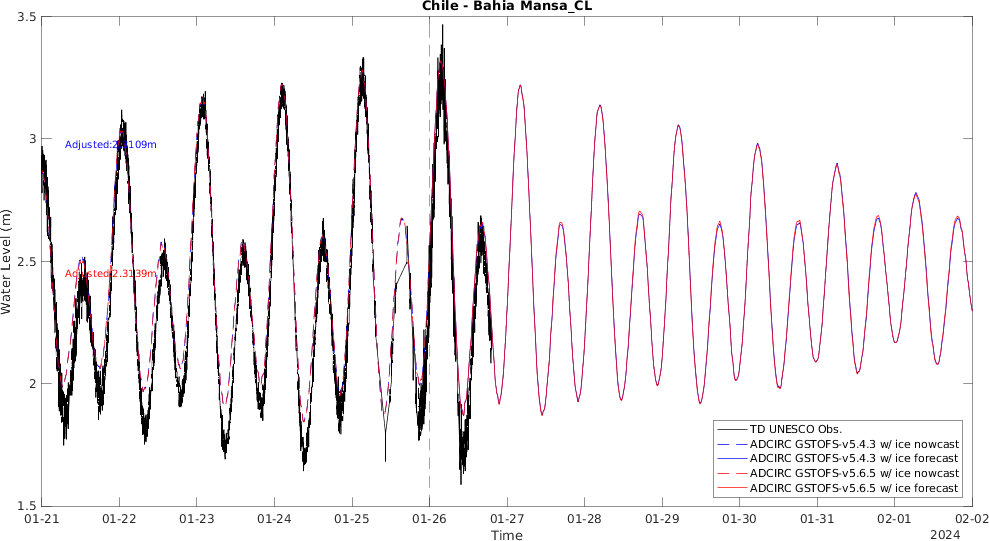 Chile - Bahia Mansa_CL
3.5
3
2.5
2
1.5
Water Level (m)
Adjusted:2.3109m
Adjusted:2.3139m
TD UNESCO Obs.
ADCIRC GSTOFS-v5.4.3 w/ ice nowcast
ADCIRC GSTOFS-v5.4.3 w/ ice forecast
ADCIRC GSTOFS-v5.6.5 w/ ice nowcast
ADCIRC GSTOFS-v5.6.5 w/ ice forecast
01-21 01-22 01-23 01-24 01-25 01-26 01-27 01-28 01-29 01-30 01-31 02-01 02-02
Time
2024